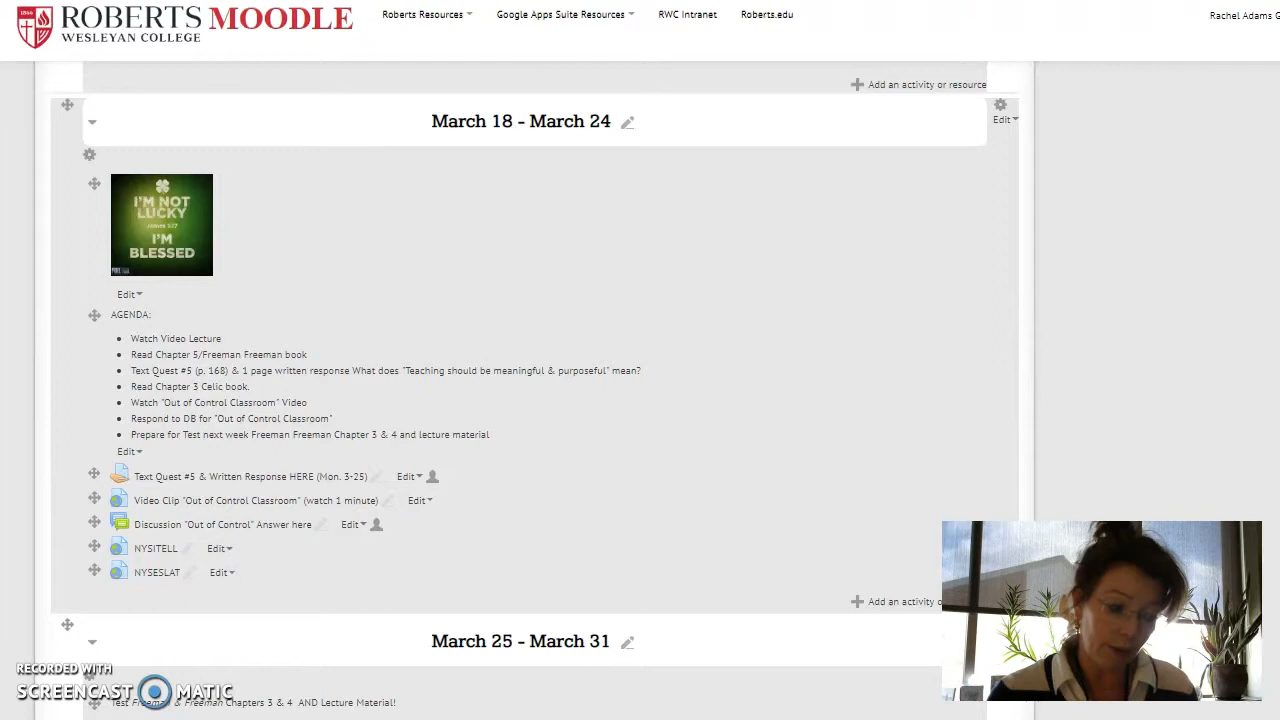 1866 ROBERTS MOODLE
WESLEYAN COLLEGE
Roberts Resources
Google Apps Suite Resources
RWC Intranet
Roberts.edu
Rachel Adams G
Add an activity or resource
March 18 - March 24
Edit
I'M NOT
LUCKY
I'M
BLESSED
Edit
AGENDA:
Watch Video Lecture
Read Chapter 5/Freeman Freeman book
Text Quest #5 (p. 168) & 1 page written response What does "Teaching should be meaningful & purposeful" mean?
Read Chapter 3 Celic book.
Watch "Out of Control Classroom" Video
Respond to DB for "Out of Control Classroom"
Prepare for Test next week Freeman Freeman Chapter 3 & 4 and lecture material
Edit
Text Quest #5 & Written Response HERE (Mon. 3-25) Edit
Video Clip "Out of Control Classroom" (watch 1 minute) Edit
Discussion "Out of Control" Answer here Edit
NYSITELL Edit
NYSESLAT Edit
Add an activity o
March 25 - March 31
RECORDED WITH
SCREENCAST MATIC
Test Freeman & Freeman Chapters 3 & 4 AND Lecture Material!